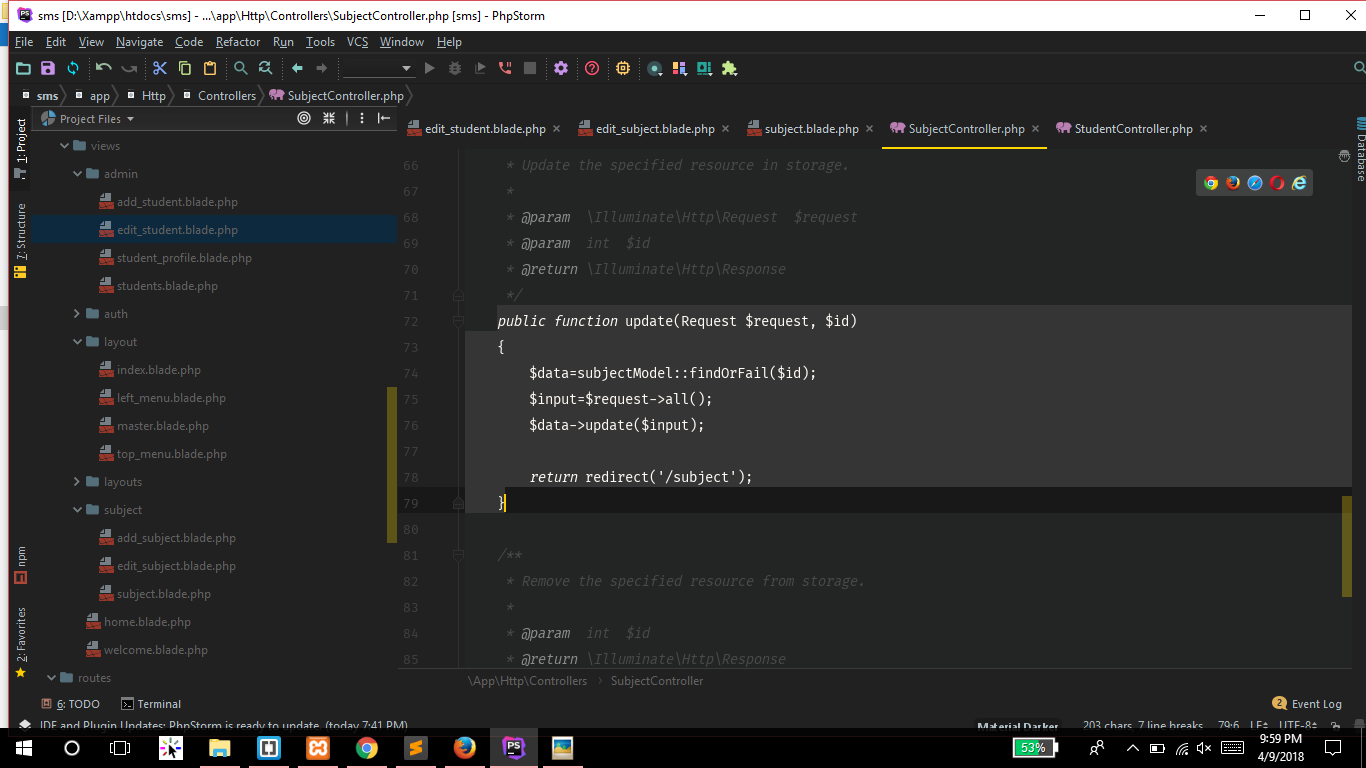 sms [D:\Xampp\htdocs\sms] - ...\app\Http\Controllers\SubjectController.php [sms] - PhpStorm
File Edit View Navigate Code Refactor Run Tools VCS Window Help
sms app Http Controllers SubjectController.php
Project Files
edit_student.blade.php edit_subject.blade.php subject.blade.php SubjectController.php StudentController.php
1: Project
7: Structure
npm
2: Favorites
Database
views
admin
add_student.blade.php
edit_student.blade.php
student_profile.blade.php
students.blade.php
auth
layout
index.blade.php
left_menu.blade.php
master.blade.php
top_menu.blade.php
layouts
subject
add_subject.blade.php
edit_subject.blade.php
subject.blade.php
home.blade.php
welcome.blade.php
routes
66 * Update the specified resource in storage.
67 *
68 * @param \Illuminate\Http\Request $request
69 * @param int $id
70 * @return \Illuminate\Http\Response
71 */
72 public function update(Request $request, $id)
73 {
74 $data=subjectModel::findOrFail($id);
75 $input=$request->all();
76 $data->update($input);
77
78 return redirect('/subject');
79 }
80
81 /**
82 * Remove the specified resource from storage.
83 *
84 * @param int $id
85 * @return \Illuminate\Http\Response
\App\Http\Controllers › SubjectController
6: TODO Terminal 2 Event Log
IDE and Plugin Updates: PhpStorm is ready to update. (today 7:41 PM) Material Darker 203 chars, 7 line breaks 79:6 LF UTF-8
PS
53%
9:59 PM
4/9/2018